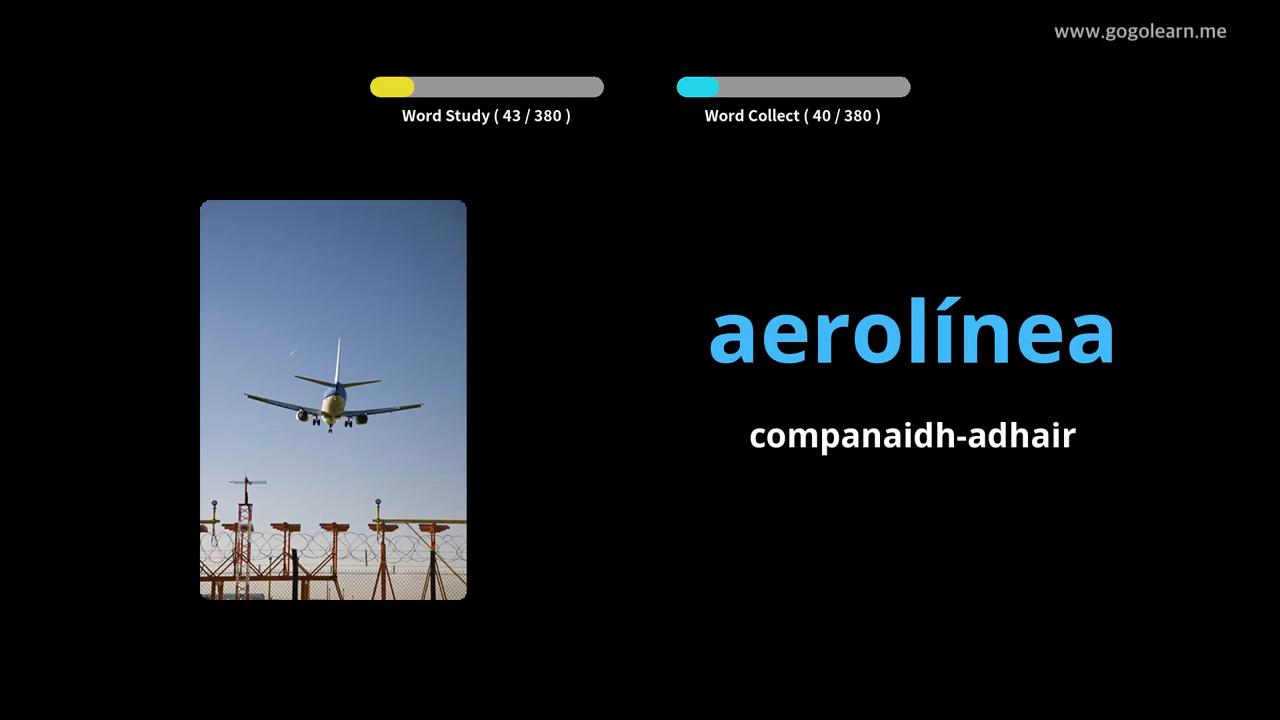 www.gogolearn.me
Word Study ( 43 / 380 )
Word Collect ( 40 / 380 )
aerolínea
companaidh-adhair